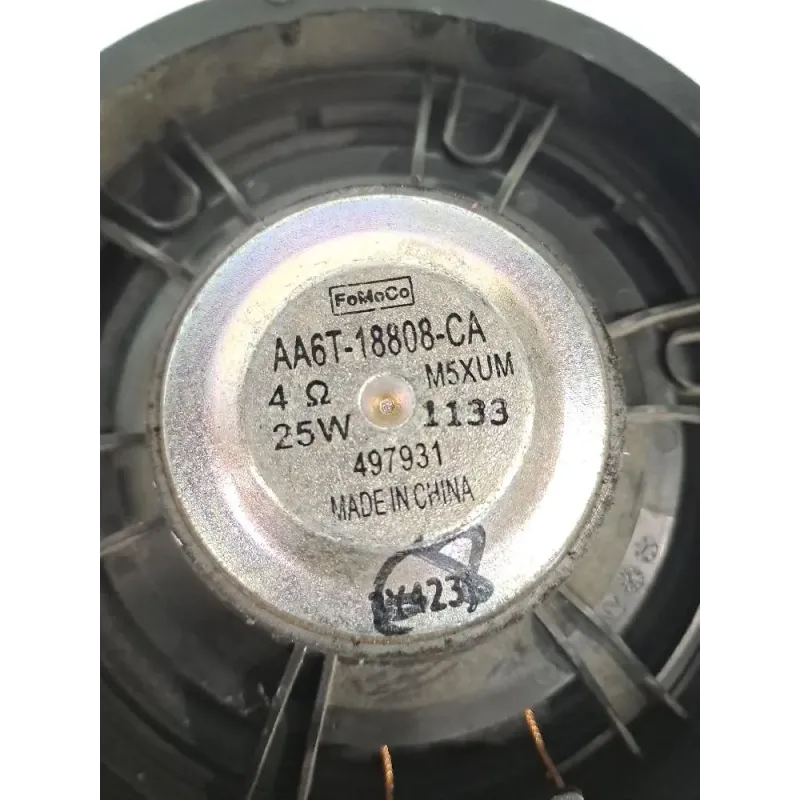 FoMoCo
AA6T-18808-CA
4 Ω M5XUM
25W 1133
497931
MADE IN CHINA